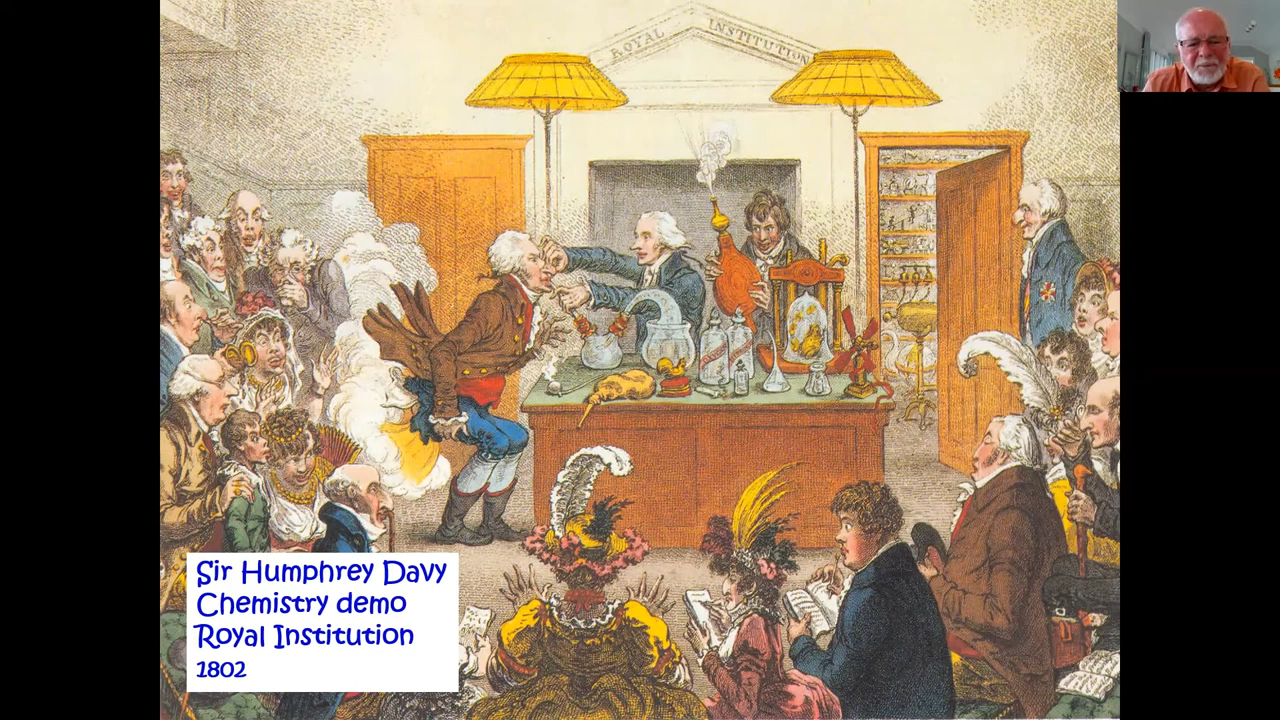 ROYAL INSTITUTION
Sir Humphrey Davy
Chemistry demo
Royal Institution
1802